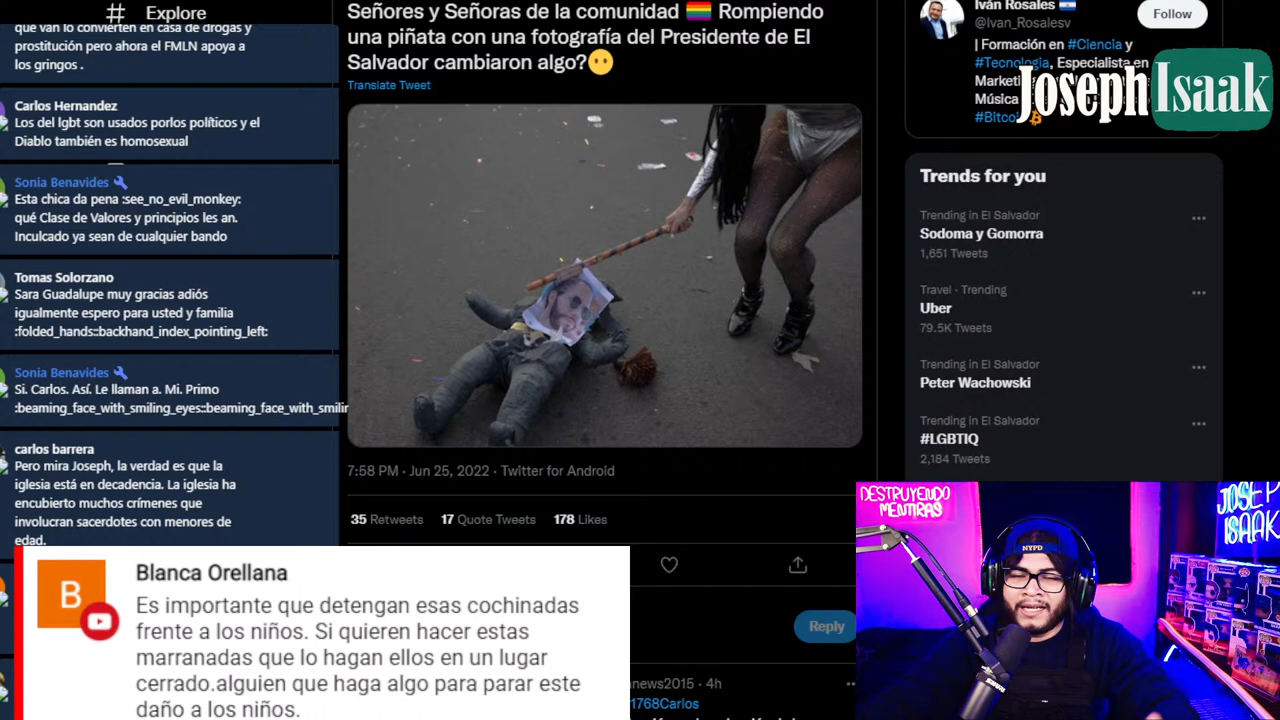 # Explore
que van lo convierten en casa de drogas y
prostitución pero ahora el FMLN apoya a
los gringos .
Carlos Hernandez
Los del lgbt son usados porlos políticos y el
Diablo también es homosexual
Sonia Benavides
Esta chica da pena :see_no_evil_monkey:
qué Clase de Valores y principios les an.
Inculcado ya sean de cualquier bando
Tomas Solorzano
Sara Guadalupe muy gracias adiós
igualmente espero para usted y familia
:folded_hands::backhand_index_pointing_left:
Sonia Benavides
Si. Carlos. Así. Le llaman a. Mi. Primo
:beaming_face_with_smiling_eyes::beaming_face_with_smilin
carlos barrera
Pero mira Joseph, la verdad es que la
iglesia está en decadencia. La iglesia ha
encubierto muchos crímenes que
involucran sacerdotes con meteres de
edad.
Señores y Señoras de la comunidad 🏳️‍🌈 Rompiendo
una piñata con una fotografía del Presidente de El
Salvador cambiaron algo?😶
Translate Tweet
7:58 PM · Jun 25, 2022 · Twitter for Android
35 Retweets 17 Quote Tweets 178 Likes
Reply
news2015 · 4h
1768Carlos
Iván Rosales 🇸🇻
@Ivan_Rosalesv
Follow
| Formación en #Ciencia y
#Tecnologia, Especialista en
Marketi
Música
#Bitco
Joseph Isaak
Trends for you
Trending in El Salvador
Sodoma y Gomorra
1,651 Tweets
Travel · Trending
Uber
79.5K Tweets
Trending in El Salvador
Peter Wachowski
Trending in El Salvador
#LGBTIQ
2,184 Tweets
B
Blanca Orellana
Es importante que detengan esas cochinadas
frente a los niños. Si quieren hacer estas
marranadas que lo hagan ellos en un lugar
cerrado.alguien que haga algo para parar este
daño a los niños.
DESTRUYENDO
MENTIRAS
NYPD
JOSEP
ISAAK